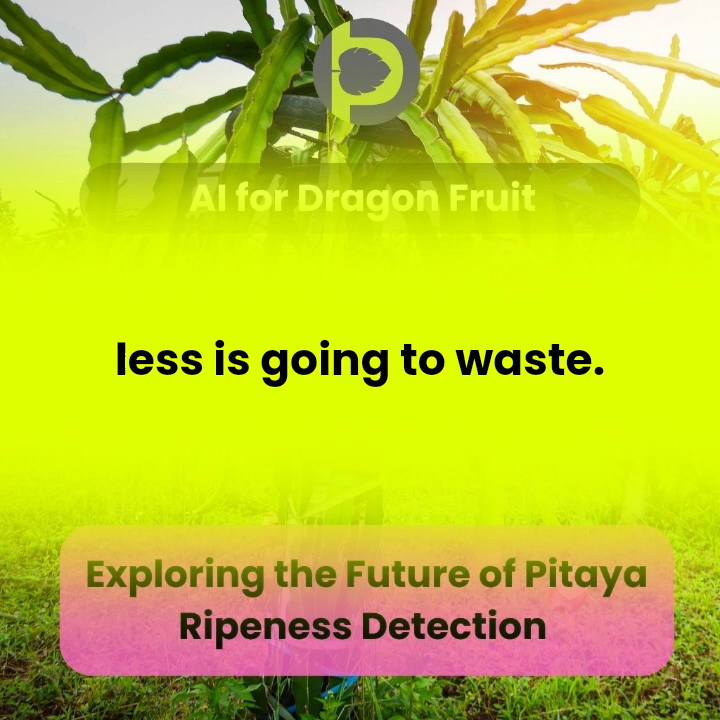 AI for Dragon Fruit
less is going to waste.
Exploring the Future of Pitaya
Ripeness Detection